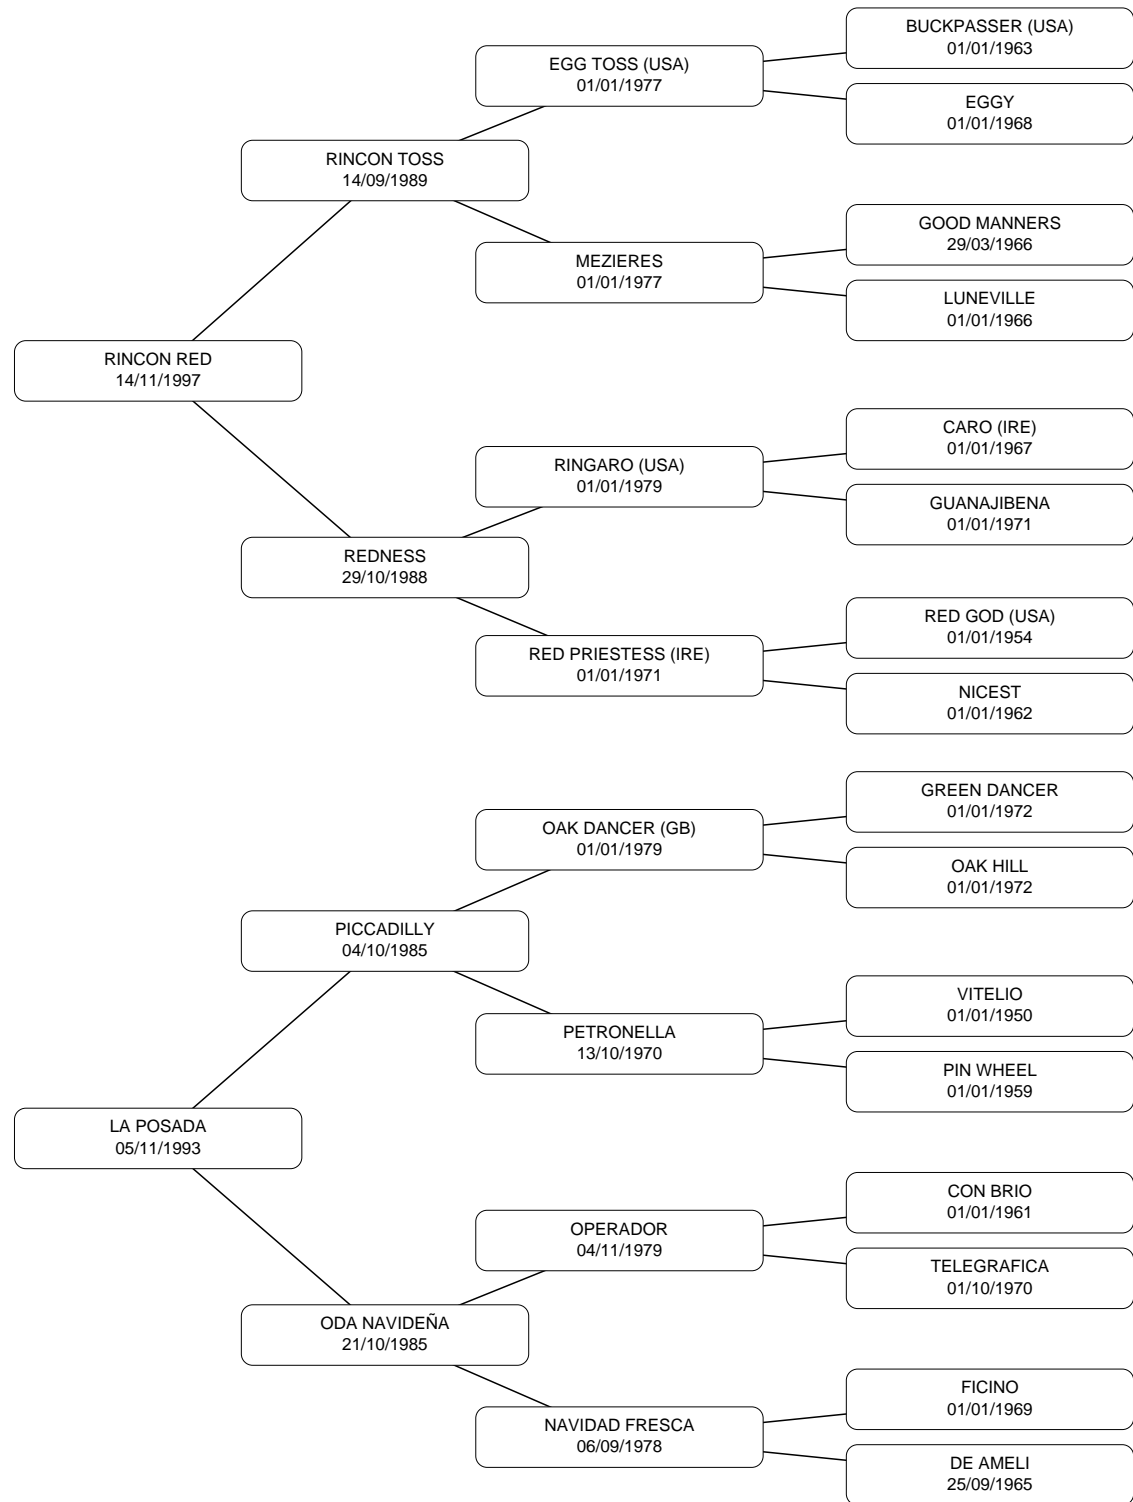 BUCKPASSER (USA)
01/01/1963
EGG TOSS (USA)
01/01/1977
EGGY
01/01/1968
RINCON TOSS
14/09/1989
GOOD MANNERS
29/03/1966
MEZIERES
01/01/1977
LUNEVILLE
01/01/1966
RINCON RED
14/11/1997
CARO (IRE)
01/01/1967
RINGARO (USA)
01/01/1979
GUANAJIBENA
01/01/1971
REDNESS
29/10/1988
RED GOD (USA)
01/01/1954
RED PRIESTESS (IRE)
01/01/1971
NICEST
01/01/1962
GREEN DANCER
01/01/1972
OAK DANCER (GB)
01/01/1979
OAK HILL
01/01/1972
PICCADILLY
04/10/1985
VITELIO
01/01/1950
PETRONELLA
13/10/1970
PIN WHEEL
01/01/1959
LA POSADA
05/11/1993
CON BRIO
01/01/1961
OPERADOR
04/11/1979
TELEGRAFICA
01/10/1970
ODA NAVIDEÑA
21/10/1985
FICINO
01/01/1969
NAVIDAD FRESCA
06/09/1978
DE AMELI
25/09/1965